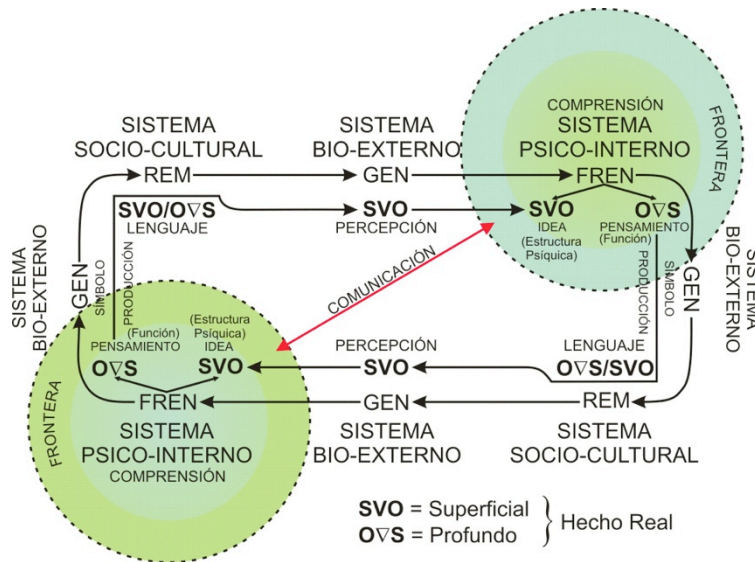 SISTEMA
SOCIO-CULTURAL
REM
SVO/O∇S
LENGUAJE
SISTEMA
BIO-EXTERNO
GEN
SVO
PERCEPCIÓN
COMPRENSIÓN
SISTEMA
PSICO-INTERNO
FREN
SVO
IDEA
(Estructura
Psíquica)
O∇S
PENSAMIENTO
(Función)
FRONTERA
PRODUCCIÓN
SÍMBOLO
GEN
SISTEMA
BIO-EXTERNO
COMUNICACIÓN
SISTEMA
BIO-EXTERNO
GEN
SÍMBOLO
PRODUCCIÓN
(Función)
PENSAMIENTO
O∇S
(Estructura
Psíquica)
IDEA
SVO
FREN
SISTEMA
PSICO-INTERNO
COMPRENSIÓN
FRONTERA
PERCEPCIÓN
SVO
GEN
SISTEMA
BIO-EXTERNO
LENGUAJE
O∇S/SVO
REM
SISTEMA
SOCIO-CULTURAL
SVO = Superficial
O∇S = Profundo
} Hecho Real